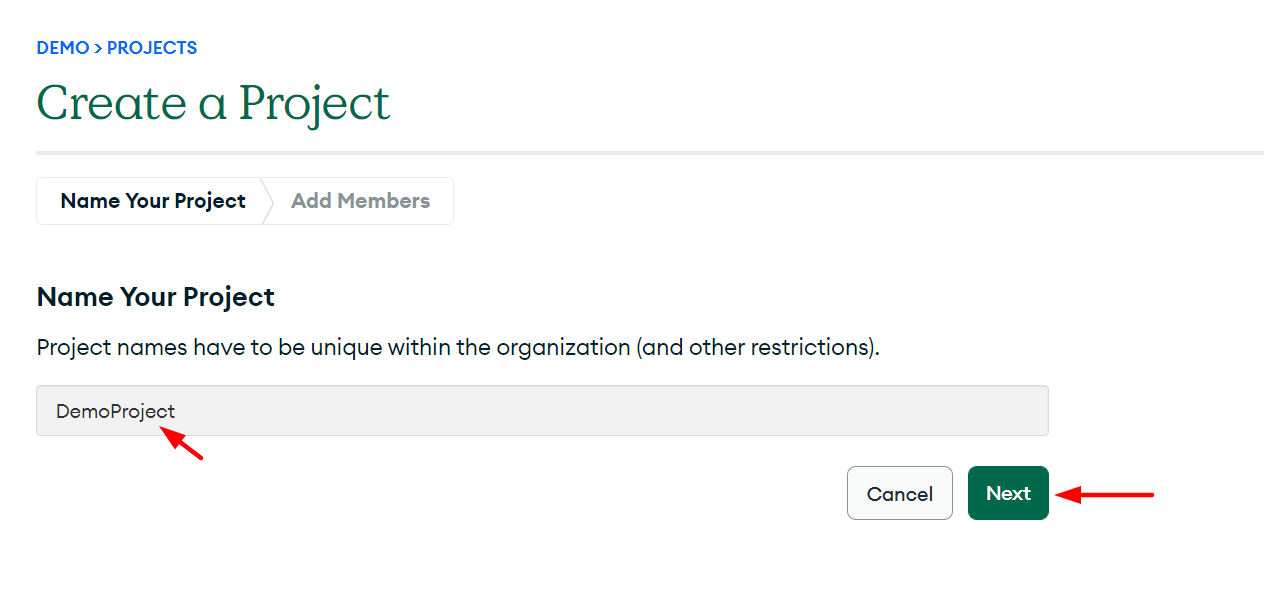 DEMO > PROJECTS
Create a Project
Name Your Project
Add Members
Name Your Project
Project names have to be unique within the organization (and other restrictions).
DemoProject
Cancel
Next